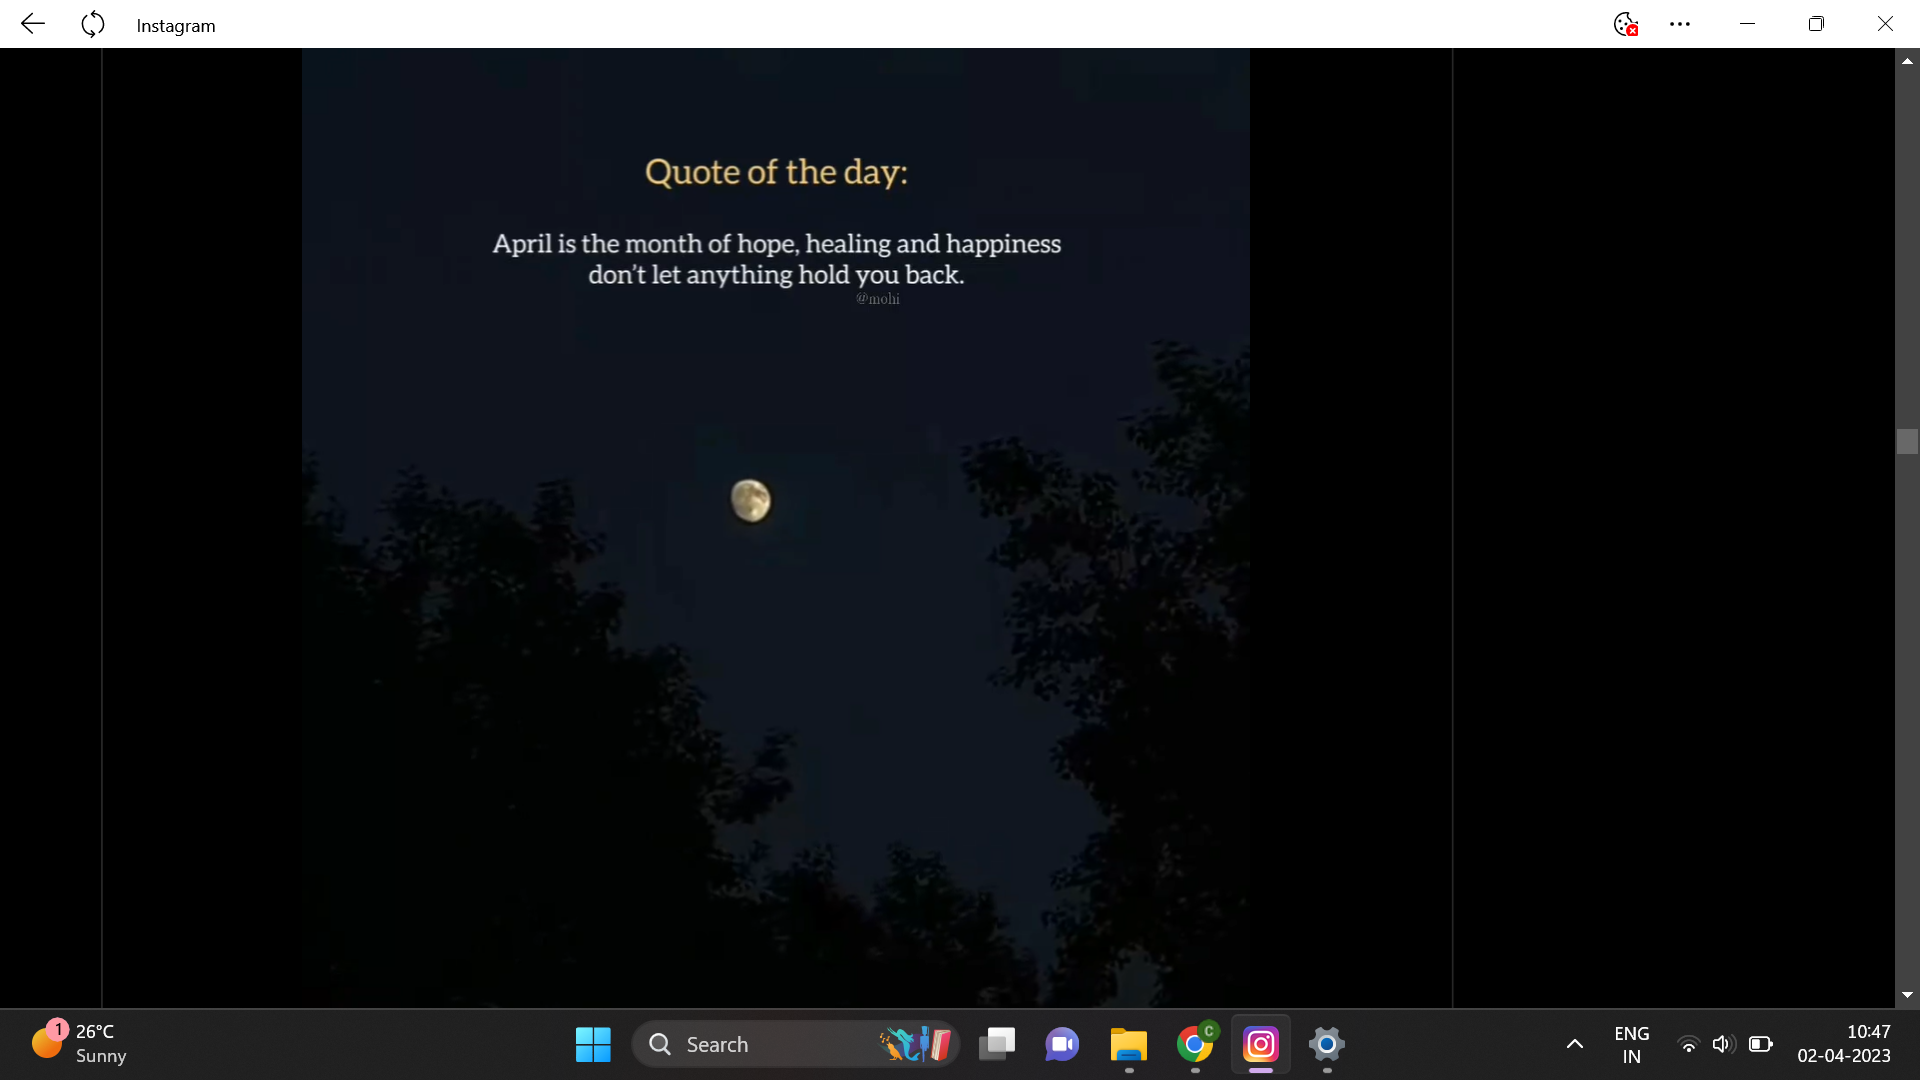 Instagram
Quote of the day:
April is the month of hope, healing and happiness
don't let anything hold you back.
@mohi
1
26°C
Sunny
Search
C
ENG
IN
10:47
02-04-2023